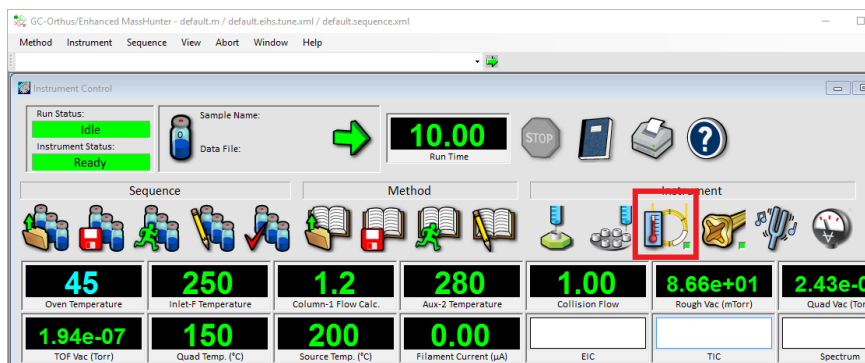 GC-Orthus/Enhanced MassHunter - default.m / default.eihs.tune.xml / default.sequence.xml
Method Instrument Sequence View Abort Window Help
Instrument Control
Run Status:
Idle
Instrument Status:
Ready
Sample Name:
Data File:
10.00
Run Time
STOP
Sequence
Method
Instrument
45
Oven Temperature
250
Inlet-F Temperature
1.2
Column-1 Flow Calc.
280
Aux-2 Temperature
1.00
Collision Flow
8.66e+01
Rough Vac (mTorr)
2.43e-0
Quad Vac (Tor
1.94e-07
TOF Vac (Torr)
150
Quad Temp. (°C)
200
Source Temp. (°C)
0.00
Filament Current (µA)
EIC
TIC
Spectrum